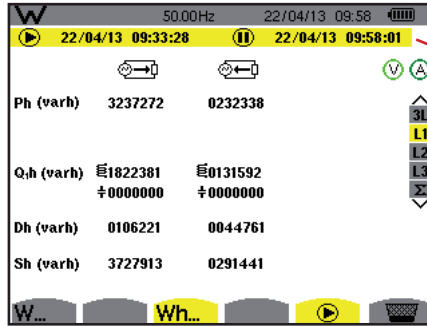 W 50.00Hz 22/04/13 09:58
22/04/13 09:33:28 22/04/13 09:58:01
V A
Ph (varh) 3237272 0232338
3L
L1
L2
Q₁h (varh) 1822381 0131592
L3
0000000 0000000
Σ
Dh (varh) 0106221 0044761
Sh (varh) 3727913 0291441
W... Wh...